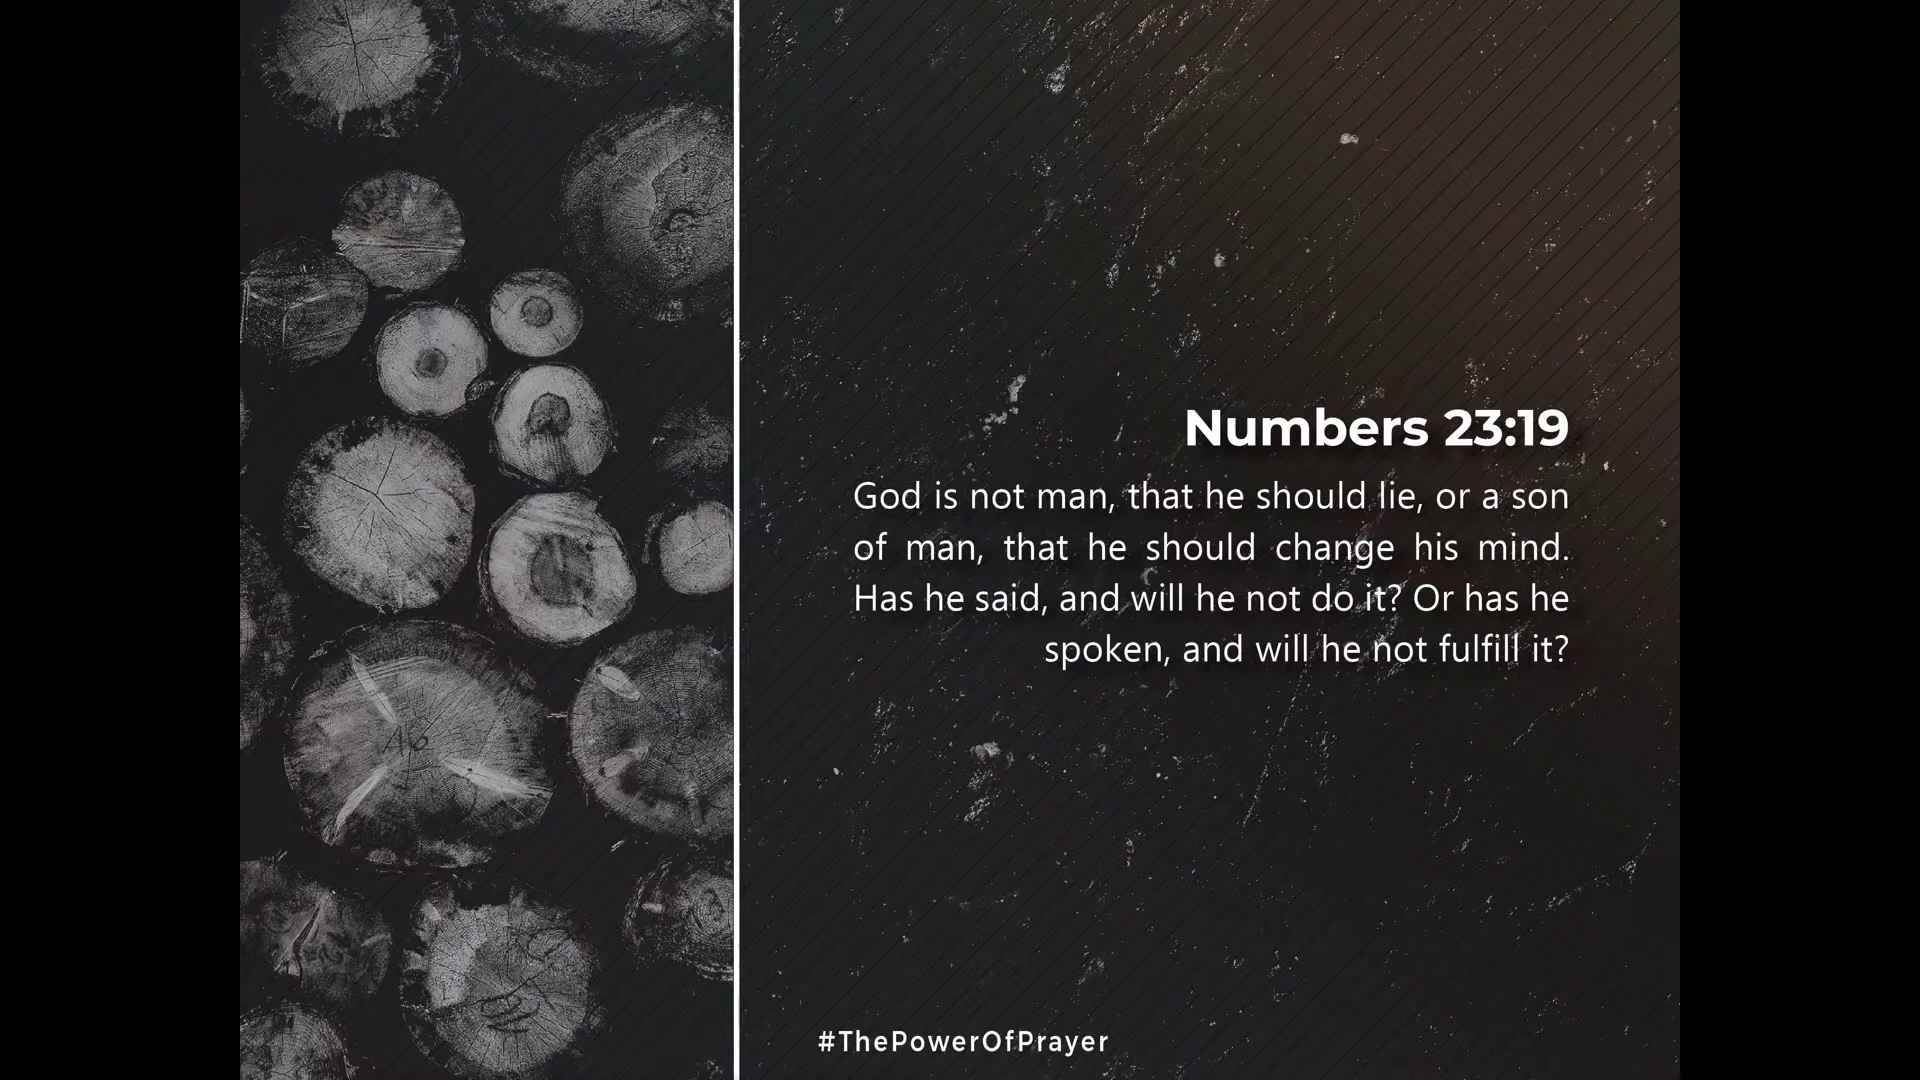 Numbers 23:19
God is not man, that he should lie, or a son
of man, that he should change his mind.
Has he said, and will he not do it? Or has he
spoken, and will he not fulfill it?
#ThePowerOfPrayer